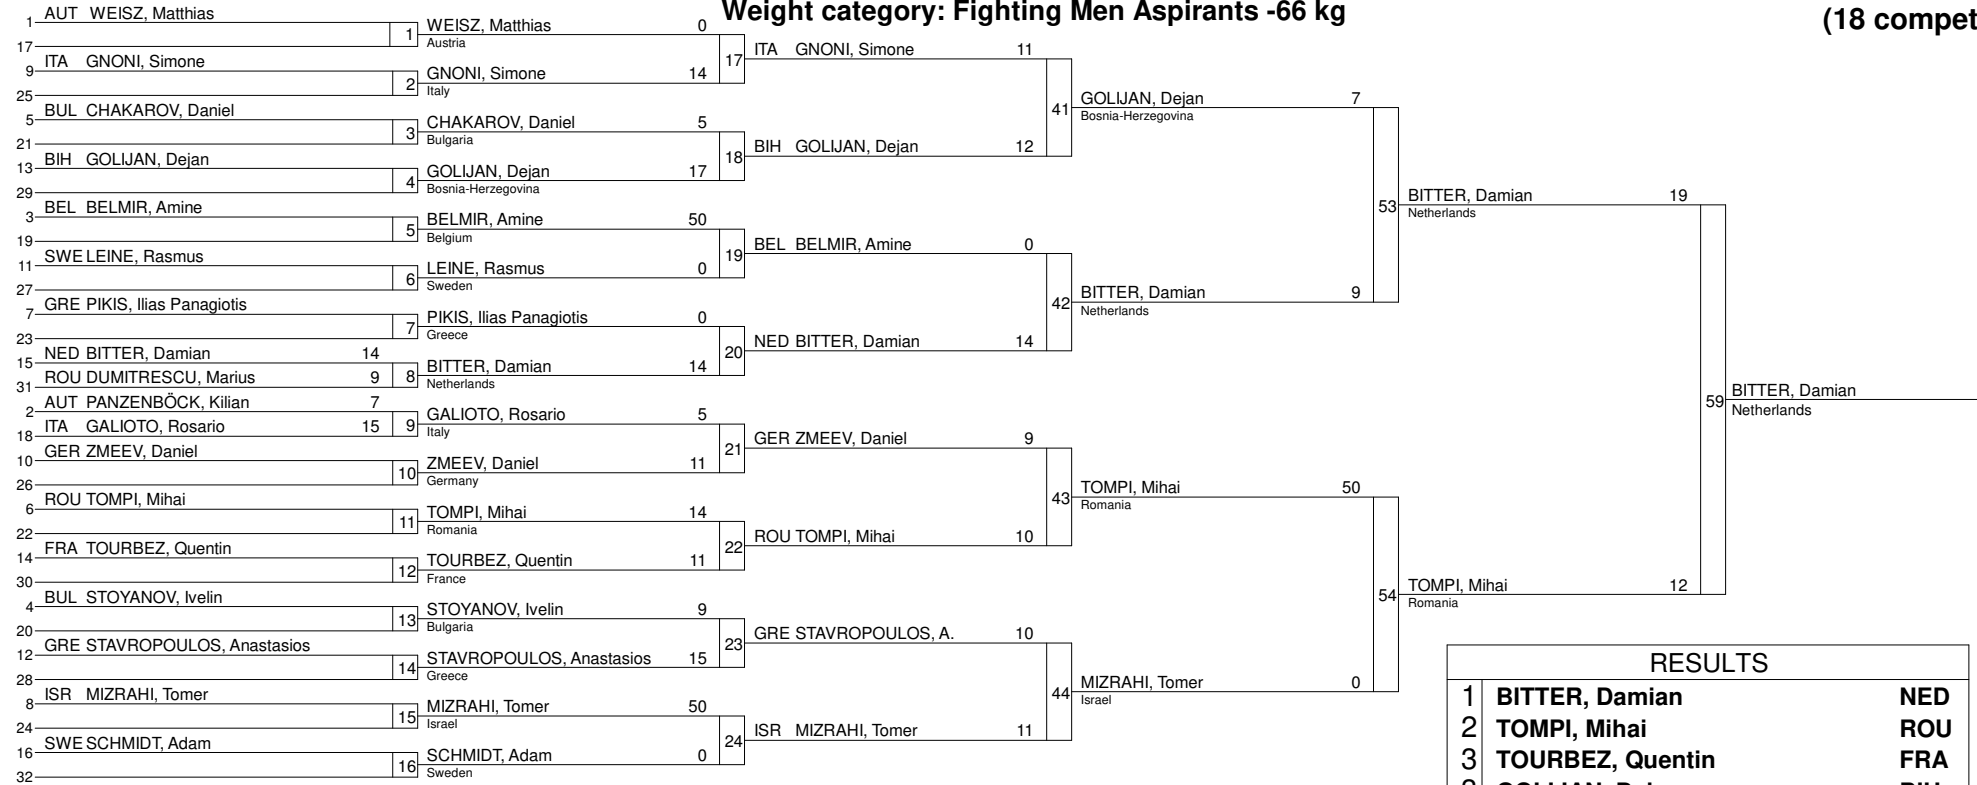 Weight category: Fighting Men Aspirants -66 kg
(18 compet
1 AUT WEISZ, Matthias
17
1
9 ITA GNONI, Simone
25
2
5 BUL CHAKAROV, Daniel
21
3
13 BIH GOLIJAN, Dejan
29
4
3 BEL BELMIR, Amine
19
5
11 SWE LEINE, Rasmus
27
6
7 GRE PIKIS, Ilias Panagiotis
23
7
15 NED BITTER, Damian 14
31 ROU DUMITRESCU, Marius 9
8
2 AUT PANZENBÖCK, Kilian 7
18 ITA GALIOTO, Rosario 15
9
10 GER ZMEEV, Daniel
26
10
6 ROU TOMPI, Mihai
22
11
14 FRA TOURBEZ, Quentin
30
12
4 BUL STOYANOV, Ivelin
20
13
12 GRE STAVROPOULOS, Anastasios
28
14
8 ISR MIZRAHI, Tomer
24
15
16 SWE SCHMIDT, Adam
32
16
WEISZ, Matthias 0
Austria
17
GNONI, Simone 14
Italy
CHAKAROV, Daniel 5
Bulgaria
18
GOLIJAN, Dejan 17
Bosnia-Herzegovina
BELMIR, Amine 50
Belgium
19
LEINE, Rasmus 0
Sweden
PIKIS, Ilias Panagiotis 0
Greece
20
BITTER, Damian 14
Netherlands
GALIOTO, Rosario 5
Italy
21
ZMEEV, Daniel 11
Germany
TOMPI, Mihai 14
Romania
22
TOURBEZ, Quentin 11
France
STOYANOV, Ivelin 9
Bulgaria
23
STAVROPOULOS, Anastasios 15
Greece
MIZRAHI, Tomer 50
Israel
24
SCHMIDT, Adam 0
Sweden
ITA GNONI, Simone 11
41
BIH GOLIJAN, Dejan 12
BEL BELMIR, Amine 0
42
NED BITTER, Damian 14
GER ZMEEV, Daniel 9
43
ROU TOMPI, Mihai 10
GRE STAVROPOULOS, A. 10
44
ISR MIZRAHI, Tomer 11
GOLIJAN, Dejan 7
Bosnia-Herzegovina
53
BITTER, Damian 9
Netherlands
TOMPI, Mihai 50
Romania
54
MIZRAHI, Tomer 0
Israel
BITTER, Damian 19
Netherlands
59
TOMPI, Mihai 12
Romania
BITTER, Damian
Netherlands
RESULTS
1 BITTER, Damian NED
2 TOMPI, Mihai ROU
3 TOURBEZ, Quentin FRA